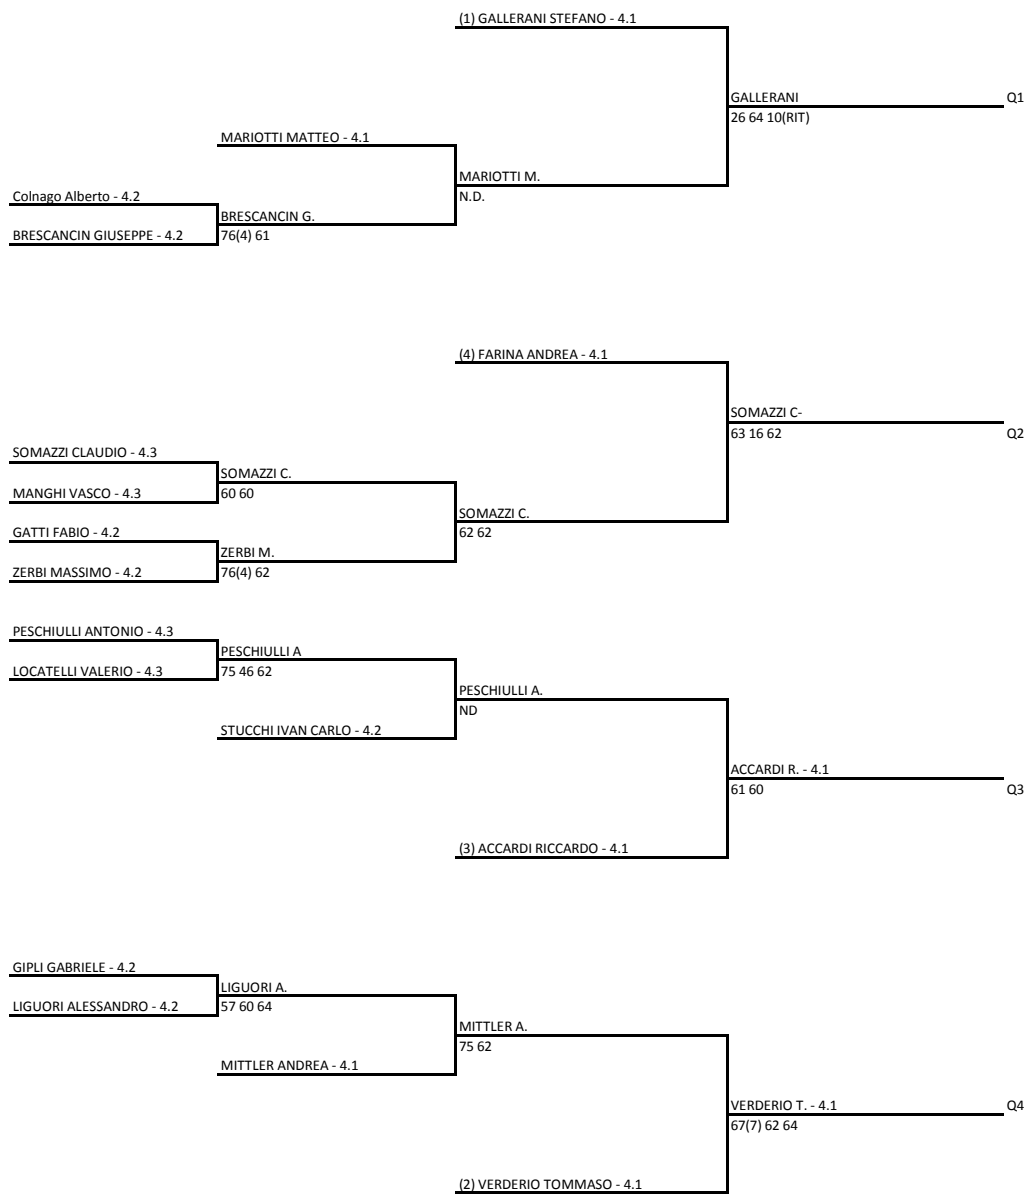 (1) GALLERANI STEFANO - 4.1
GALLERANI
Q1
26 64 10(RIT)
MARIOTTI MATTEO - 4.1
MARIOTTI M.
N.D.
Colnago Alberto - 4.2
BRESCANCIN G.
76(4) 61
BRESCANCIN GIUSEPPE - 4.2
(4) FARINA ANDREA - 4.1
SOMAZZI C-
63 16 62
Q2
SOMAZZI CLAUDIO - 4.3
SOMAZZI C.
60 60
MANGHI VASCO - 4.3
SOMAZZI C.
62 62
GATTI FABIO - 4.2
ZERBI M.
76(4) 62
ZERBI MASSIMO - 4.2
PESCHIULLI ANTONIO - 4.3
PESCHIULLI A
75 46 62
LOCATELLI VALERIO - 4.3
PESCHIULLI A.
ND
STUCCHI IVAN CARLO - 4.2
ACCARDI R. - 4.1
61 60
Q3
(3) ACCARDI RICCARDO - 4.1
GIPLI GABRIELE - 4.2
LIGUORI A.
57 60 64
LIGUORI ALESSANDRO - 4.2
MITTLER A.
75 62
MITTLER ANDREA - 4.1
VERDERIO T. - 4.1
Q4
67(7) 62 64
(2) VERDERIO TOMMASO - 4.1